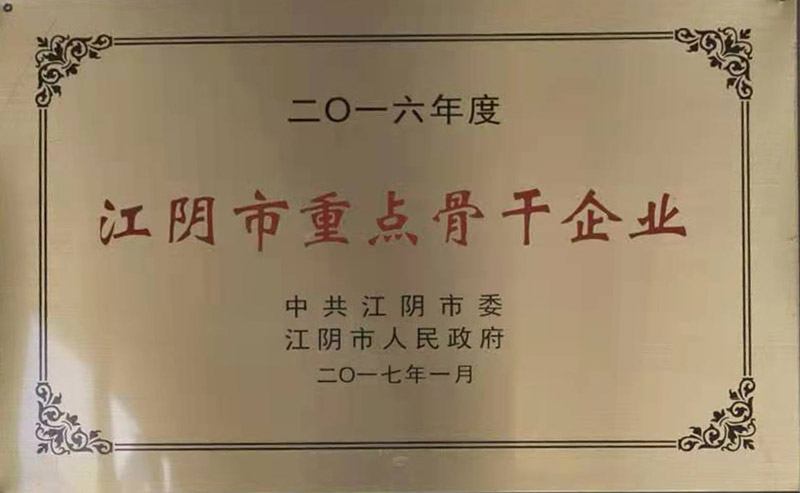 二〇一六年度
江阴市重点骨干企业
中共江阴市委
江阴市人民政府
二〇一七年一月